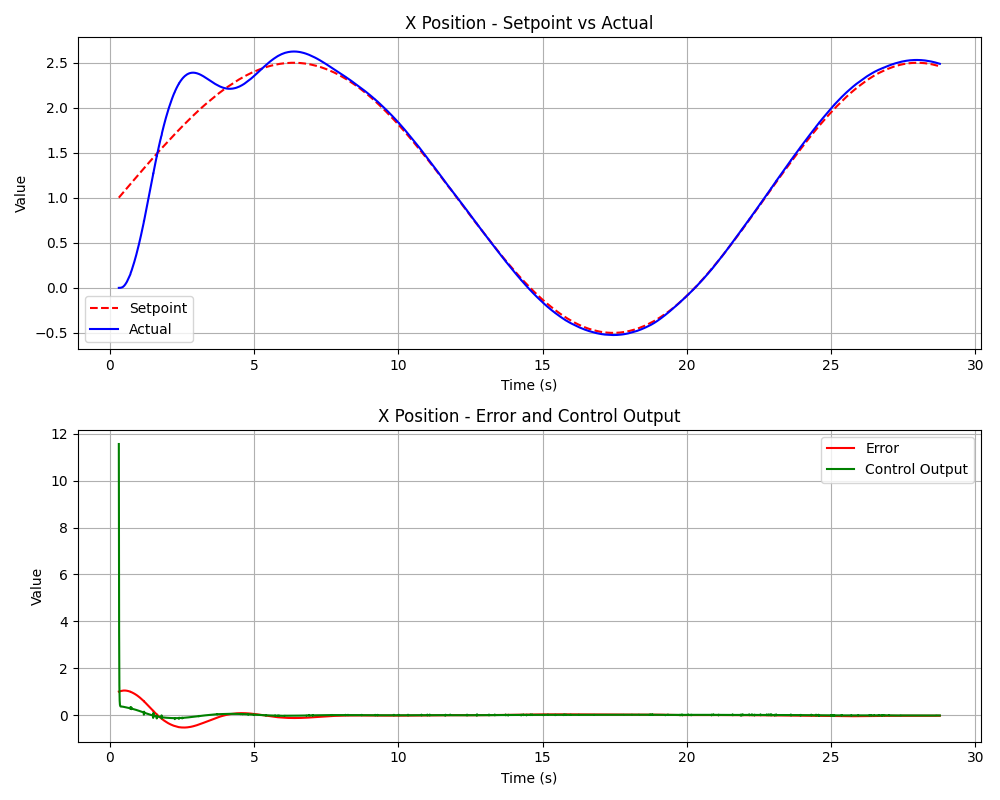 X Position - Setpoint vs Actual
2.5
2.0
1.5
1.0
0.5
0.0
−0.5
Value
Setpoint
Actual
0 5 10 15 20 25 30
Time (s)
X Position - Error and Control Output
12
10
8
6
4
2
0
Value
Error
Control Output
0 5 10 15 20 25 30
Time (s)